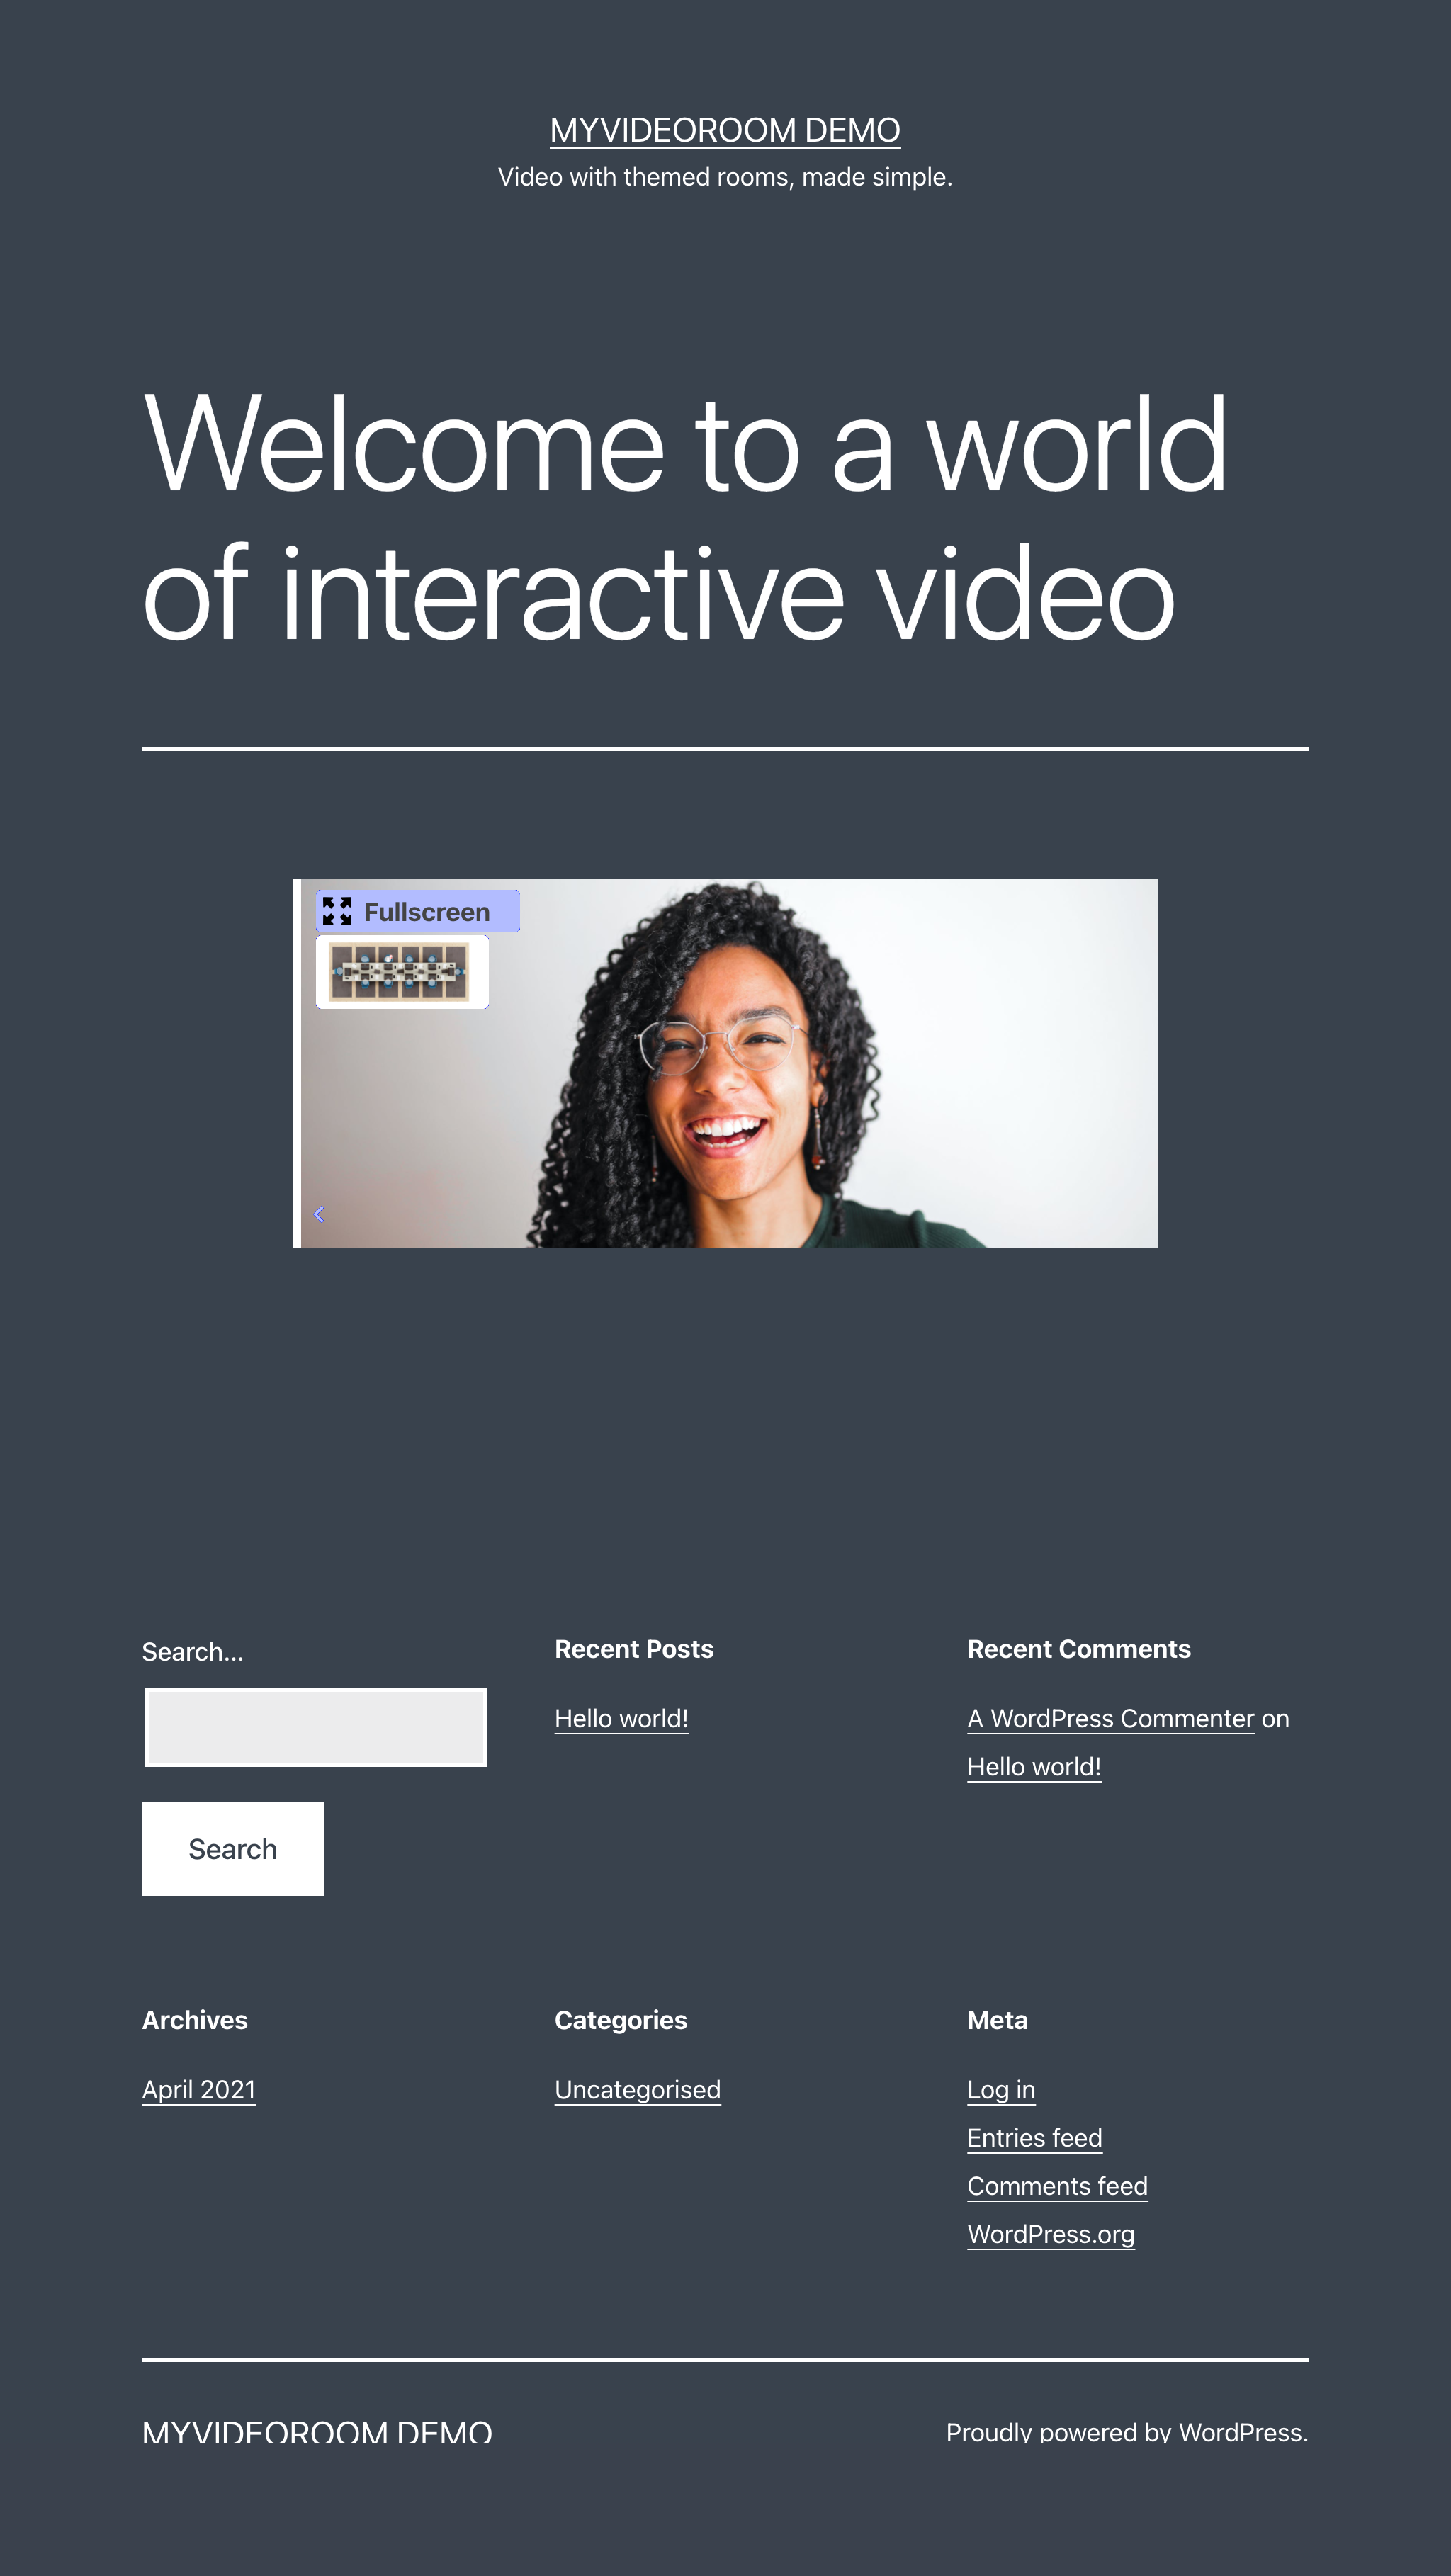 MYVIDEOROOM DEMO
Video with themed rooms, made simple.
Welcome to a world
of interactive video
Fullscreen
Search...
Search
Recent Posts
Hello world!
Recent Comments
A WordPress Commenter on
Hello world!
Archives
April 2021
Categories
Uncategorised
Meta
Log in
Entries feed
Comments feed
WordPress.org
MYVIDEOROOM DEMO
Proudly powered by WordPress.